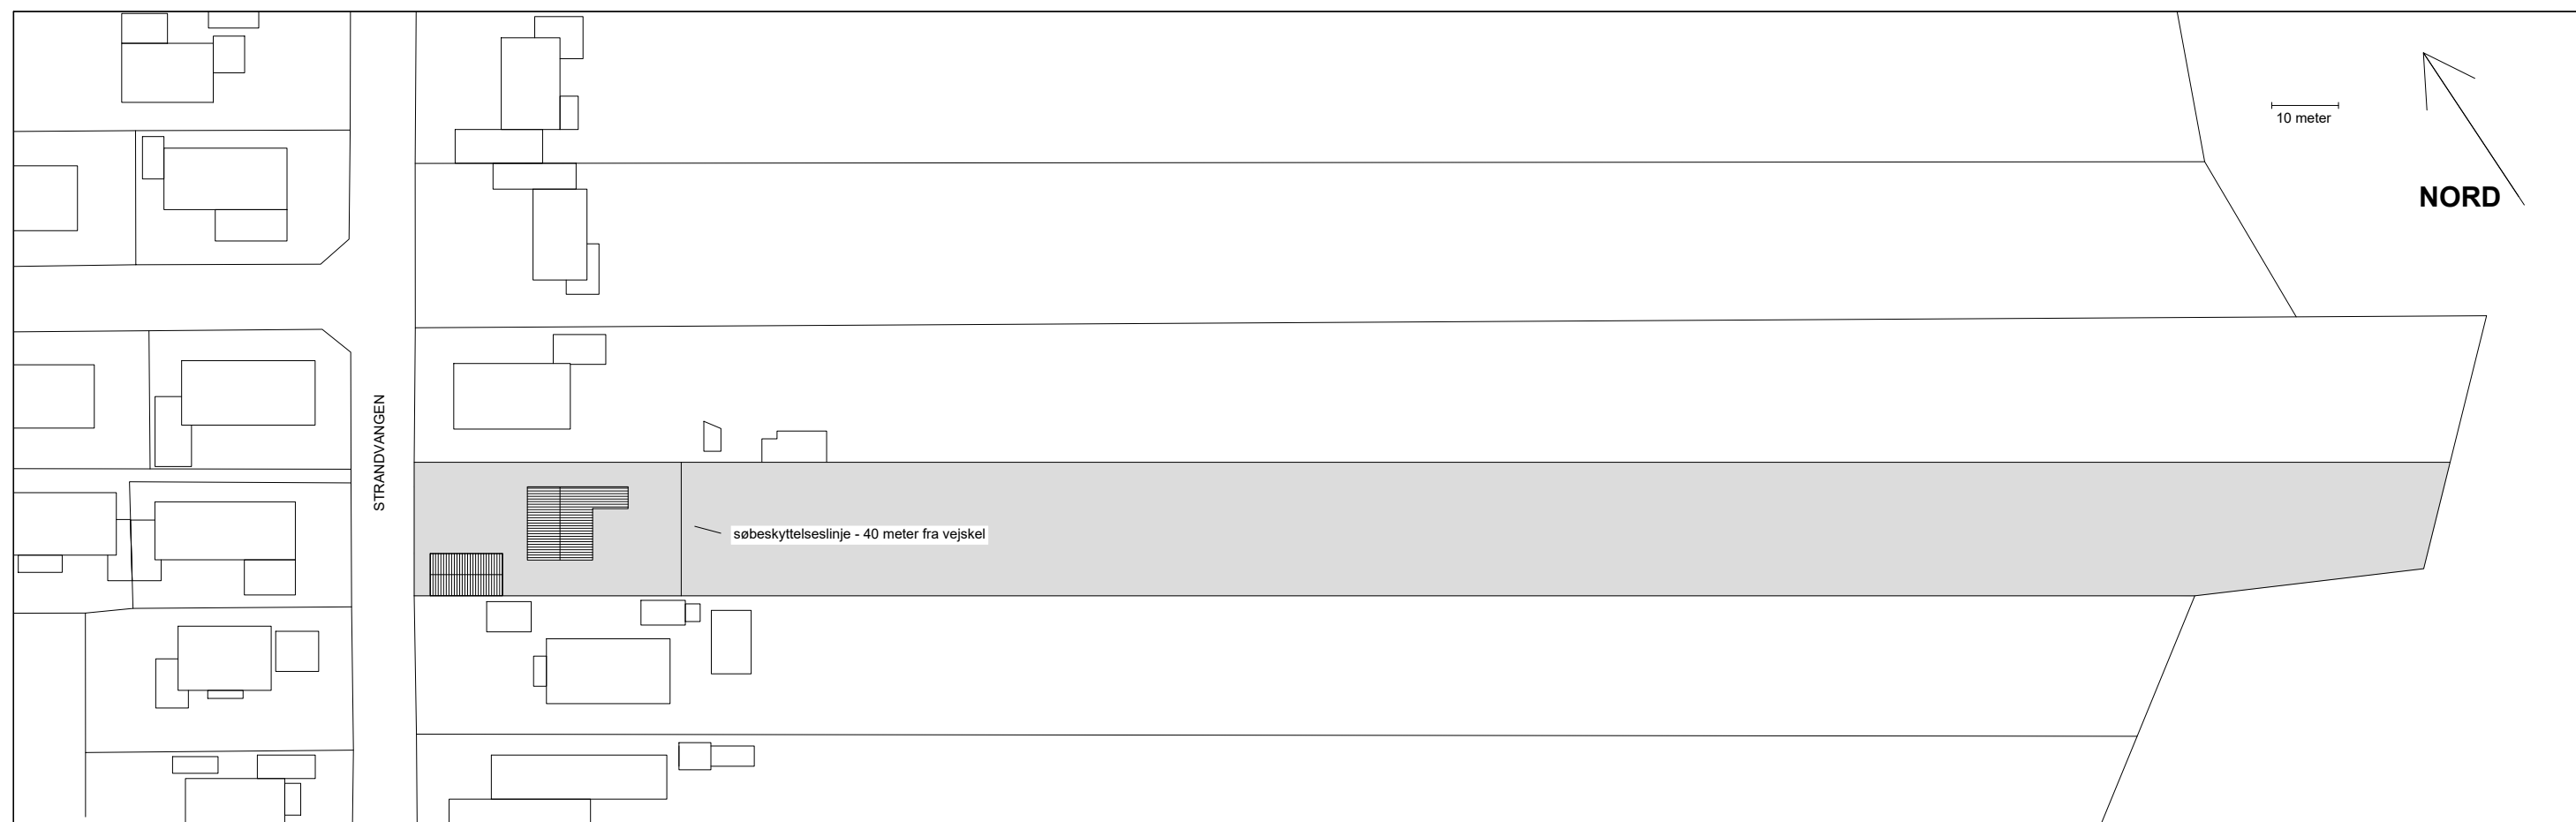 10 meter
NORD
STRANDVANGEN
søbeskyttelseslinje - 40 meter fra vejskel